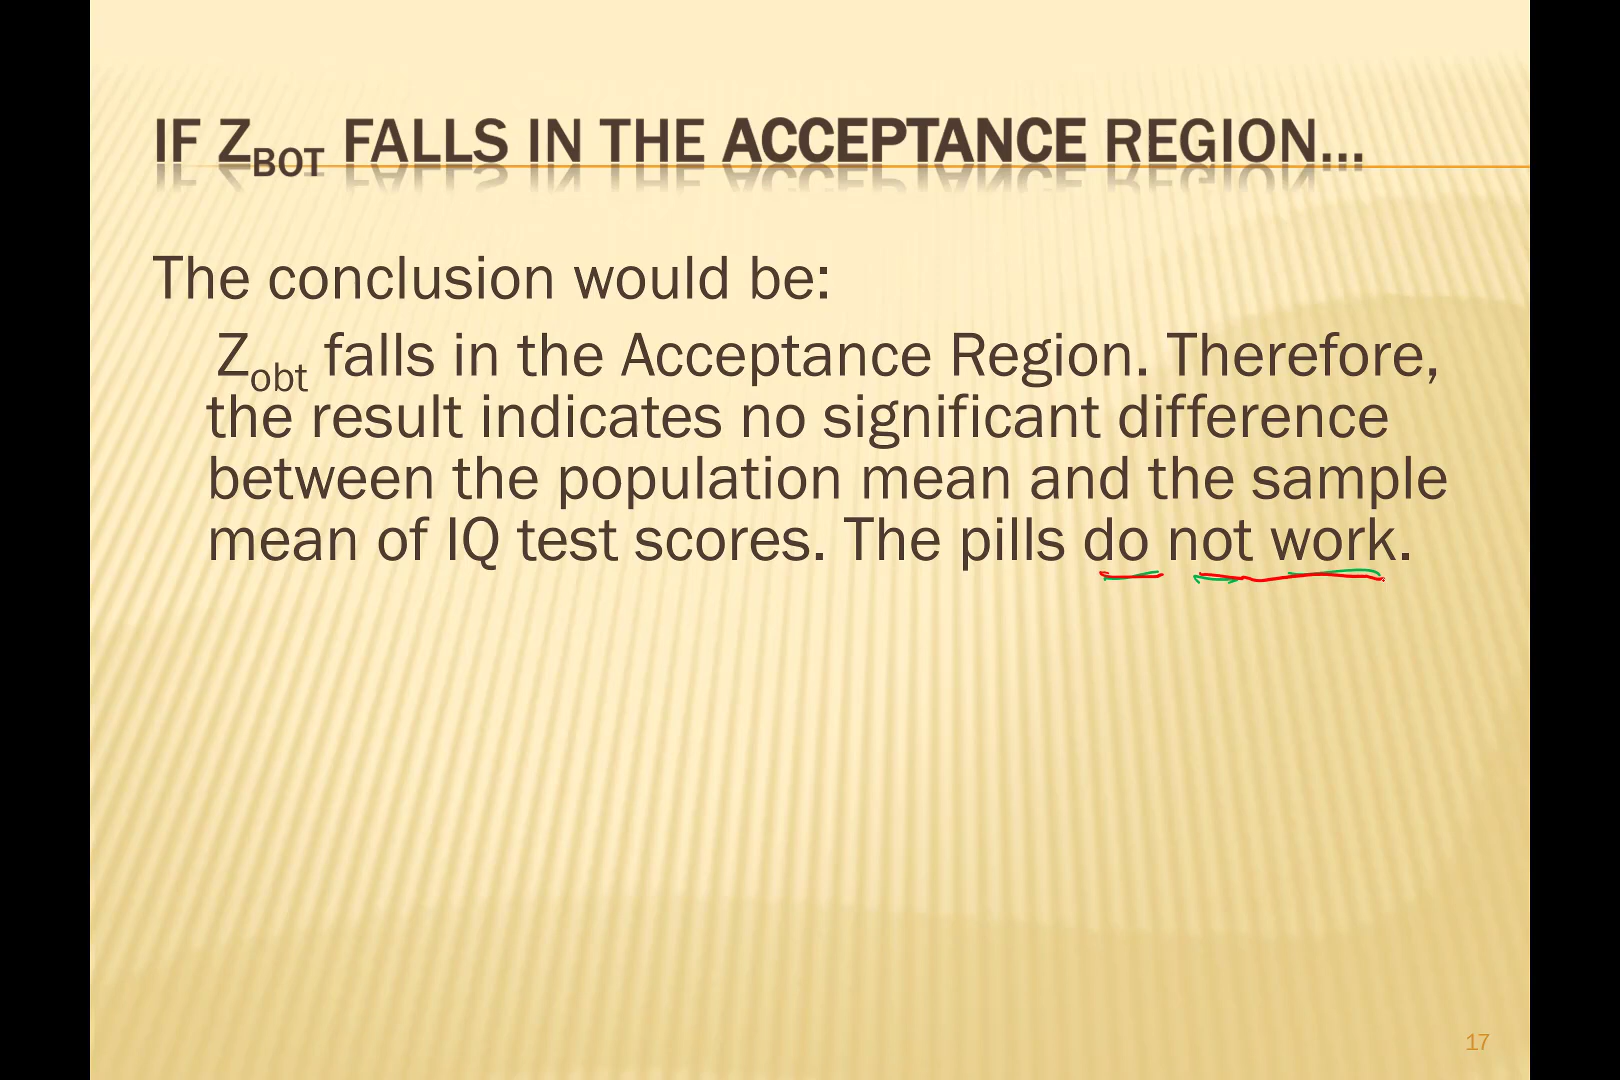 IF ZBOT FALLS IN THE ACCEPTANCE REGION...
The conclusion would be:
Zobt falls in the Acceptance Region. Therefore,
the result indicates no significant difference
between the population mean and the sample
mean of IQ test scores. The pills do not work.
17